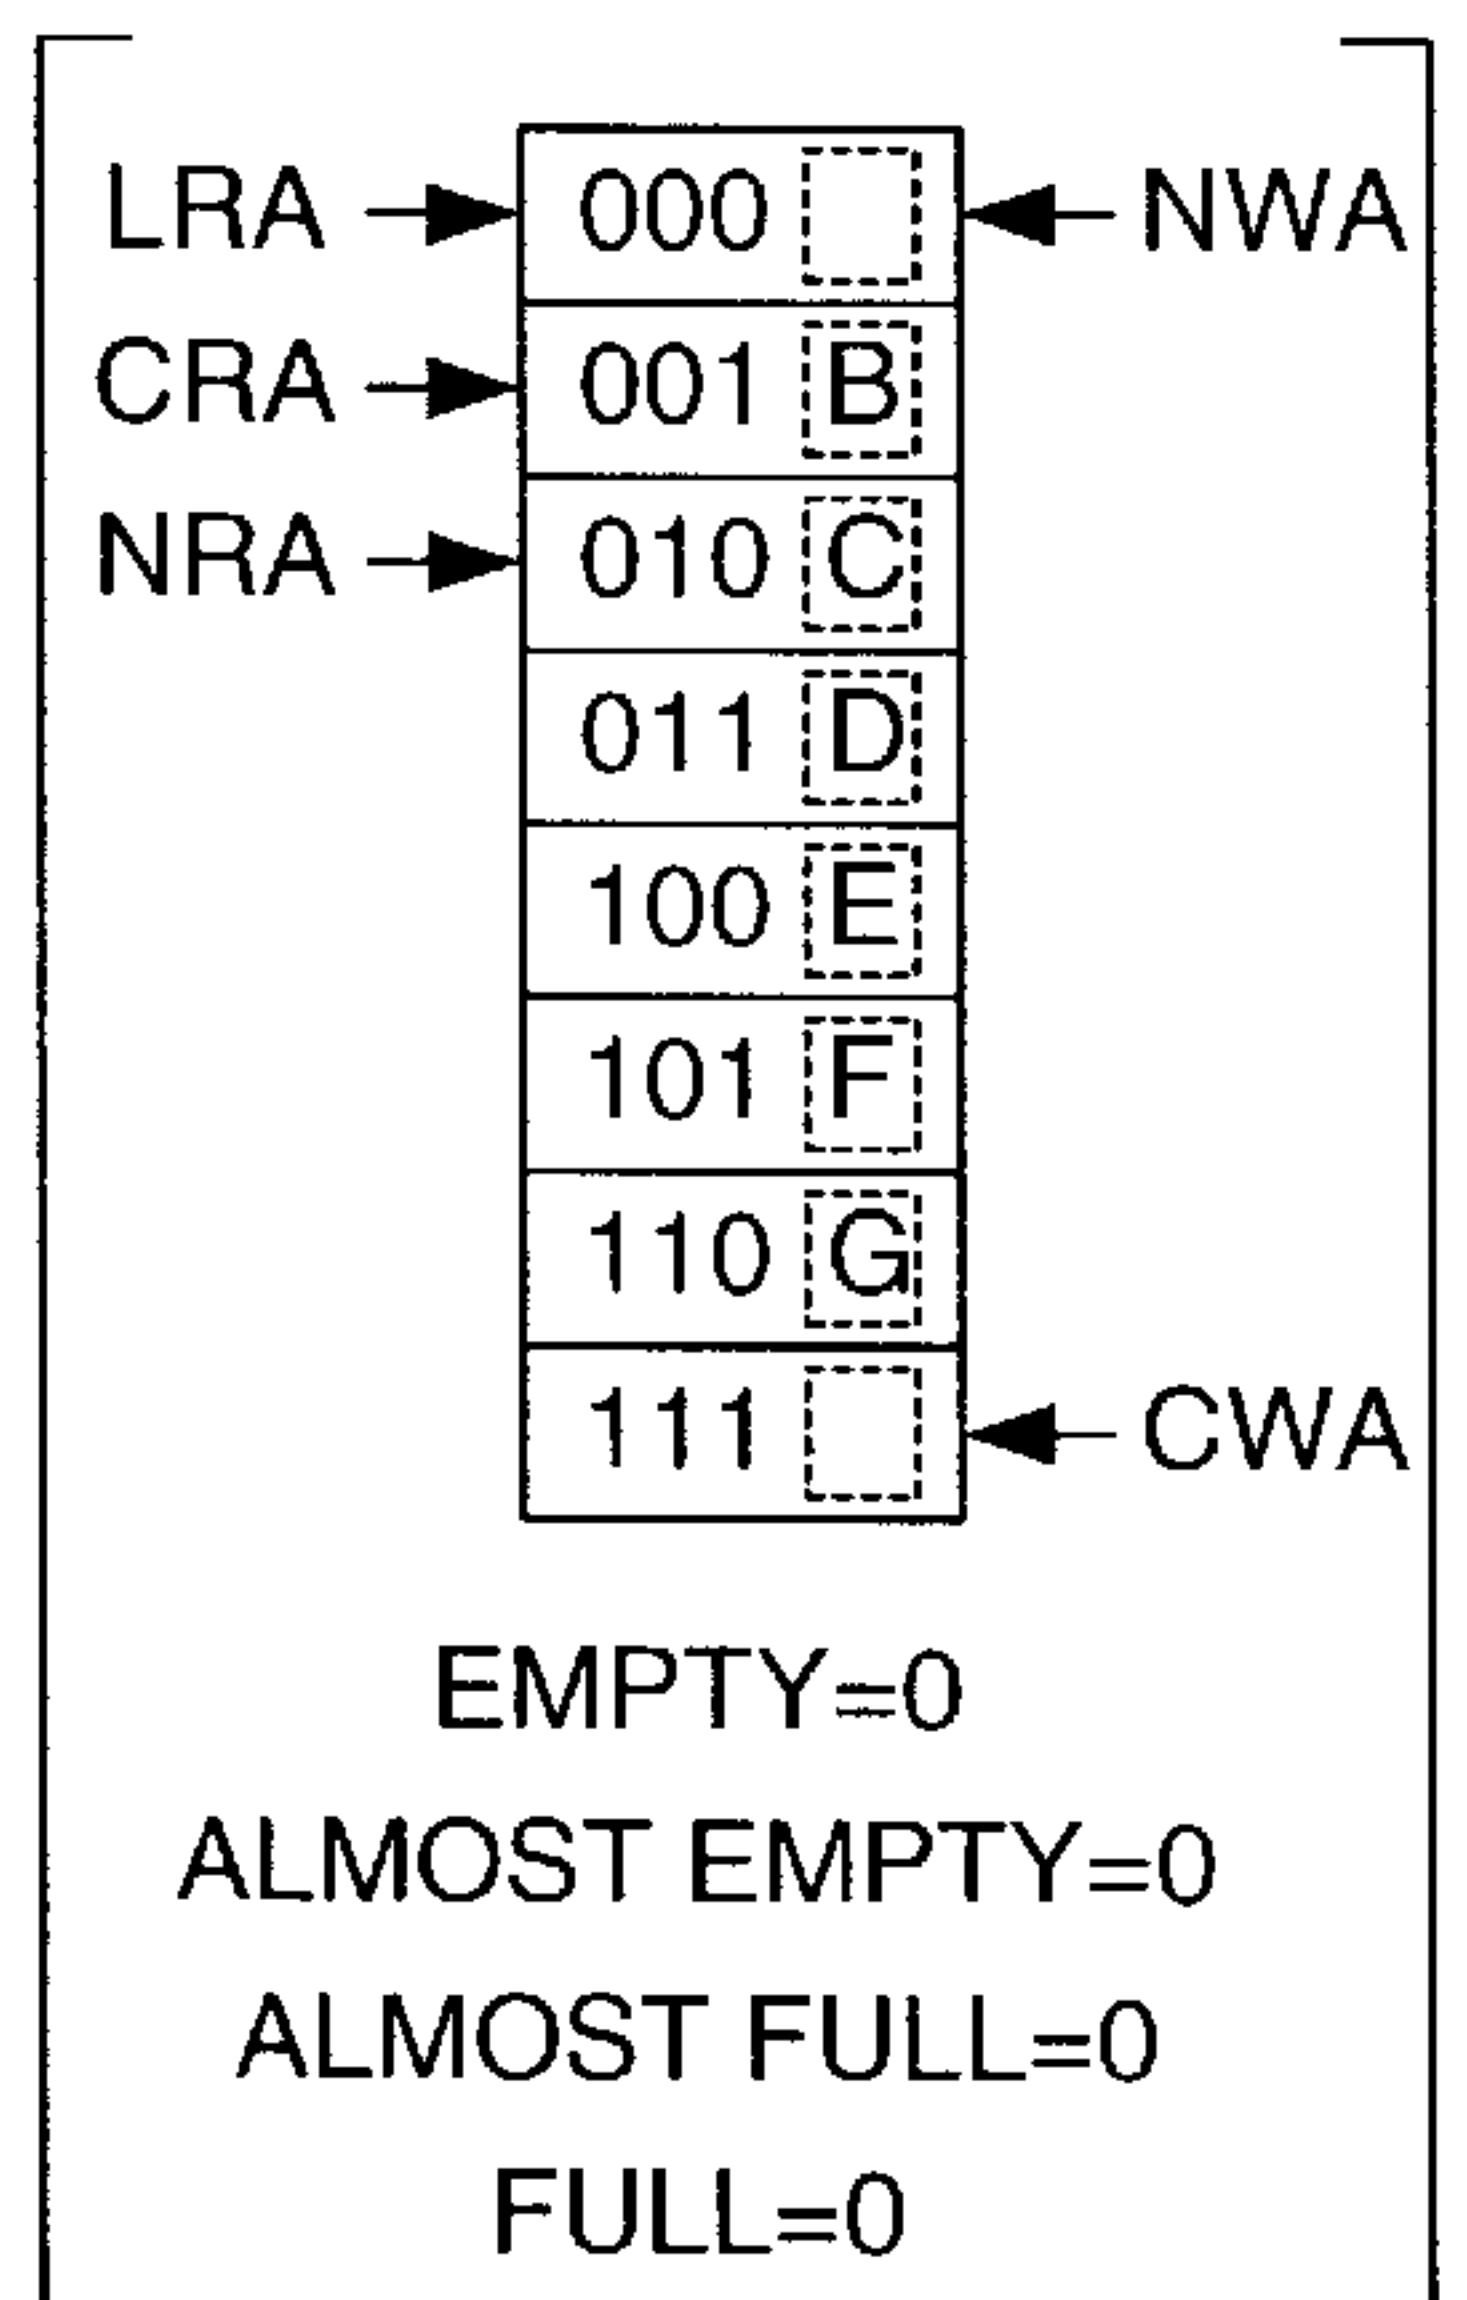 LRA 000 NWA
CRA 001 B
NRA 010 C
011 D
100 E
101 F
110 G
111 CWA
EMPTY=0
ALMOST EMPTY=0
ALMOST FULL=0
FULL=0